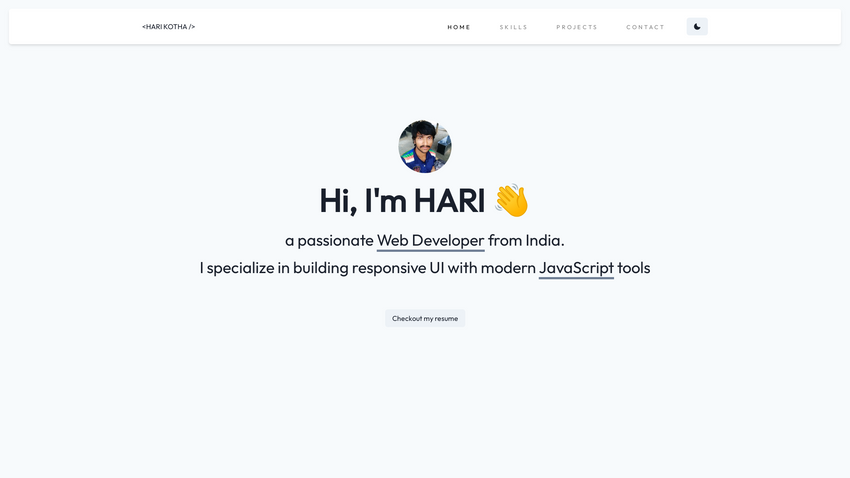 <HARI KOTHA />
HOME SKILLS PROJECTS CONTACT
Hi, I'm HARI 👋
a passionate Web Developer from India.
I specialize in building responsive UI with modern JavaScript tools
Checkout my resume